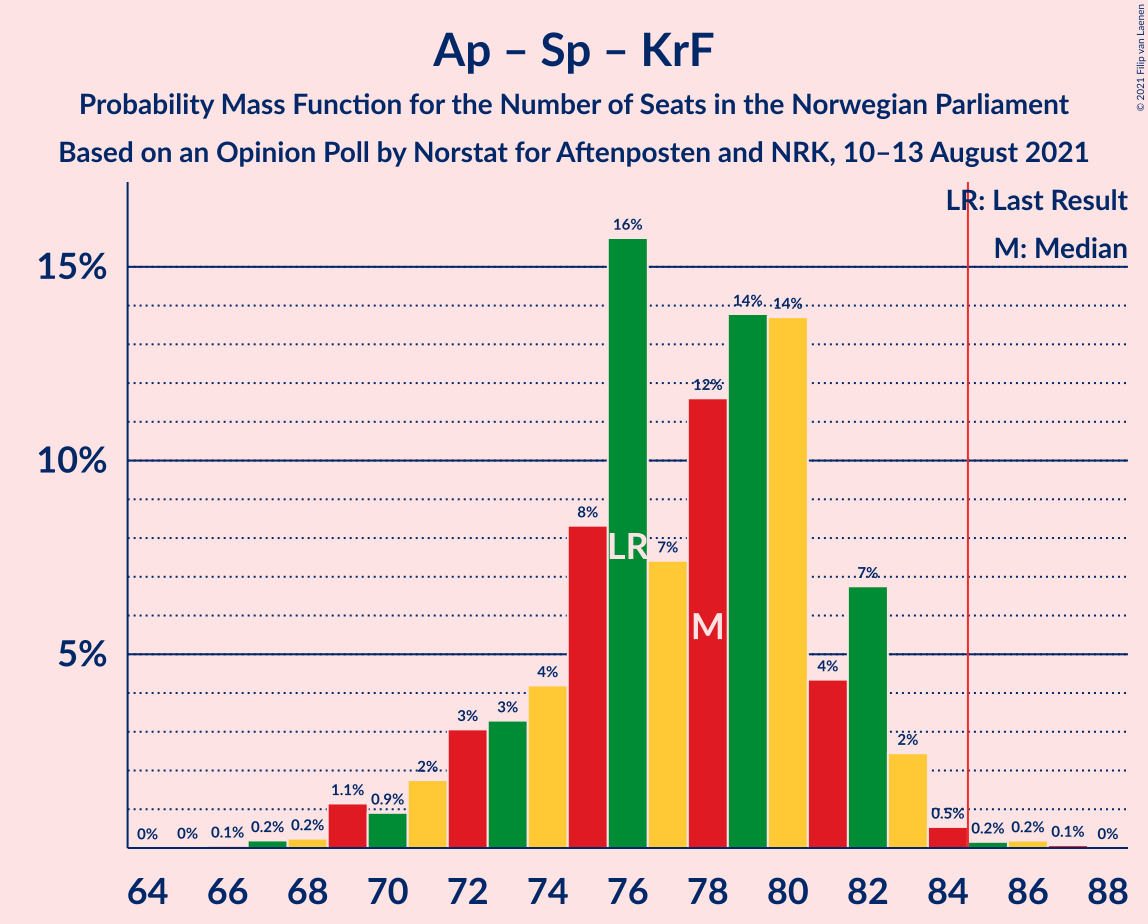 Ap – Sp – KrF
Probability Mass Function for the Number of Seats in the Norwegian Parliament
Based on an Opinion Poll by Norstat for Aftenposten and NRK, 10–13 August 2021
© 2021 Filip van Laenen
LR: Last Result
M: Median
15%
10%
5%
0% 0% 0.1% 0.2% 0.2% 1.1% 0.9% 2% 3% 3% 4% 8% 16% 7% 12% 14% 14% 4% 7% 2% 0.5% 0.2% 0.2% 0.1% 0%
LR
M
64 66 68 70 72 74 76 78 80 82 84 86 88